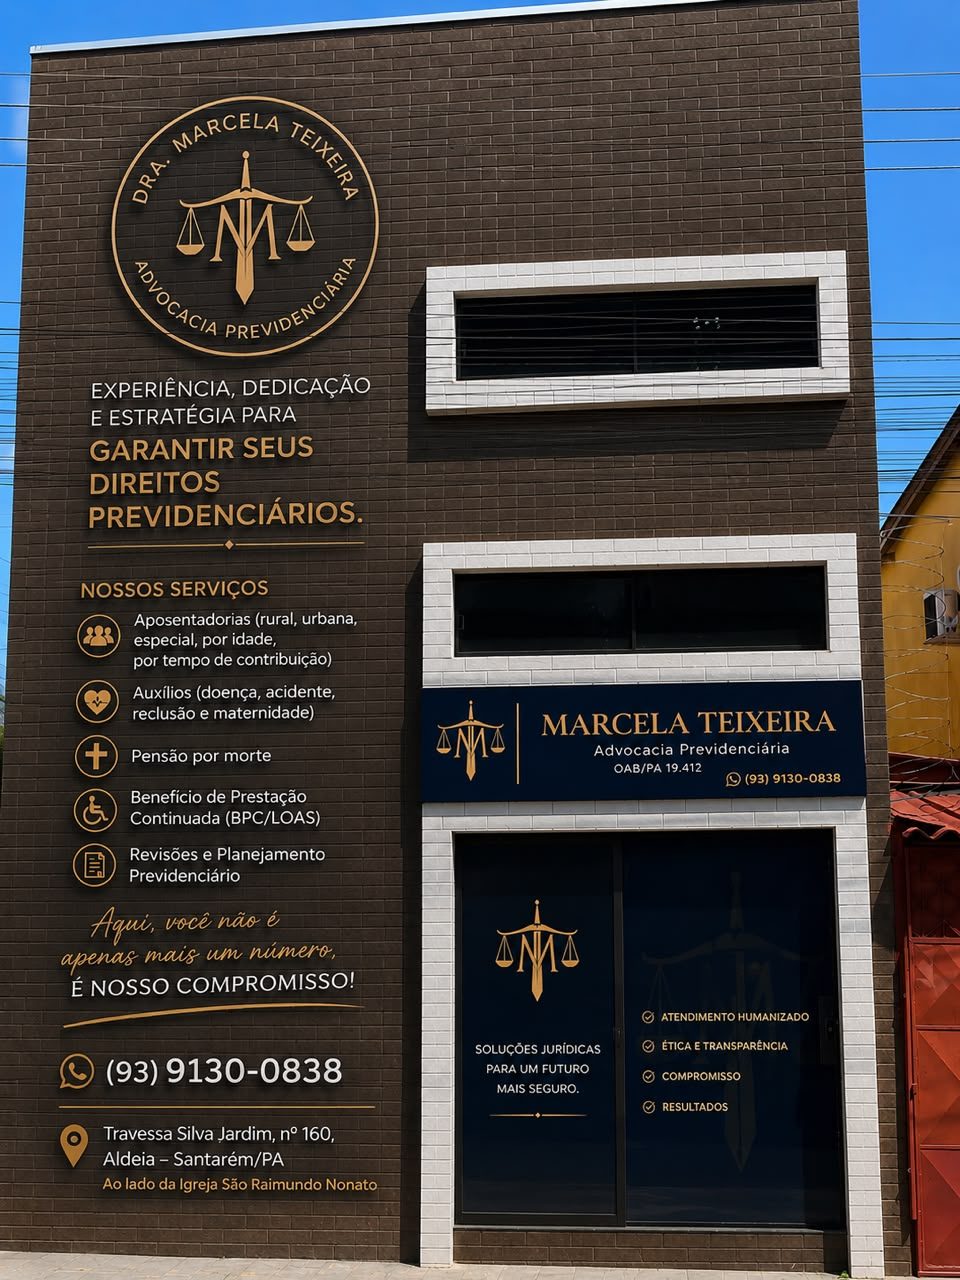 DRA. MARCELA TEIXEIRA
ADVOCACIA PREVIDENCIÁRIA
EXPERIÊNCIA, DEDICAÇÃO
E ESTRATÉGIA PARA
GARANTIR SEUS
DIREITOS
PREVIDENCIÁRIOS.
NOSSOS SERVIÇOS
Aposentadorias (rural, urbana,
especial, por idade,
por tempo de contribuição)
Auxílios (doença, acidente,
reclusão e maternidade)
Pensão por morte
Benefício de Prestação
Continuada (BPC/LOAS)
Revisões e Planejamento
Previdenciário
Aqui, você não é
apenas mais um número,
É NOSSO COMPROMISSO!
(93) 9130-0838
Travessa Silva Jardim, nº 160,
Aldeia – Santarém/PA
Ao lado da Igreja São Raimundo Nonato
MARCELA TEIXEIRA
Advocacia Previdenciária
OAB/PA 19.412
(93) 9130-0838
SOLUÇÕES JURÍDICAS
PARA UM FUTURO
MAIS SEGURO.
ATENDIMENTO HUMANIZADO
ÉTICA E TRANSPARÊNCIA
COMPROMISSO
RESULTADOS